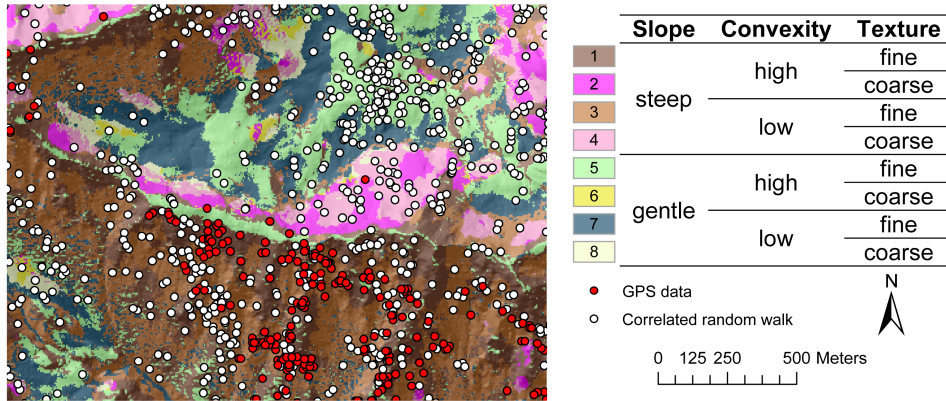 Slope Convexity Texture
1 steep high fine
2 coarse
3 low fine
4 coarse
5 gentle high fine
6 coarse
7 low fine
8 coarse
GPS data
Correlated random walk
N
0 125 250 500 Meters